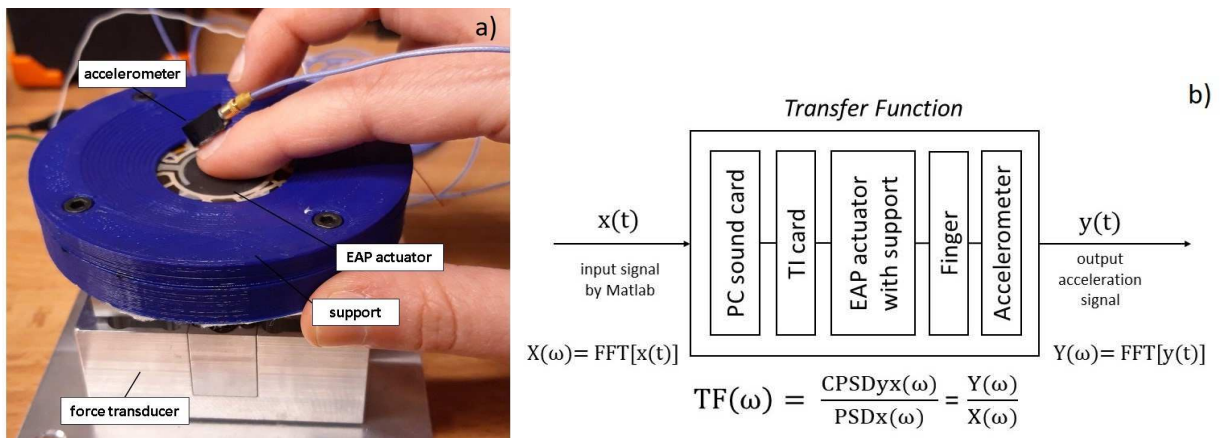 a)
accelerometer
EAP actuator
support
force transducer
b)
Transfer Function
x(t)
input signal
by Matlab
PC sound card
TI card
EAP actuator
with support
Finger
Accelerometer
y(t)
output
acceleration
signal
X(ω)= FFT[x(t)]
Y(ω)= FFT[y(t)]
TF(ω) = CPSDyx(ω)/PSDx(ω) = Y(ω)/X(ω)